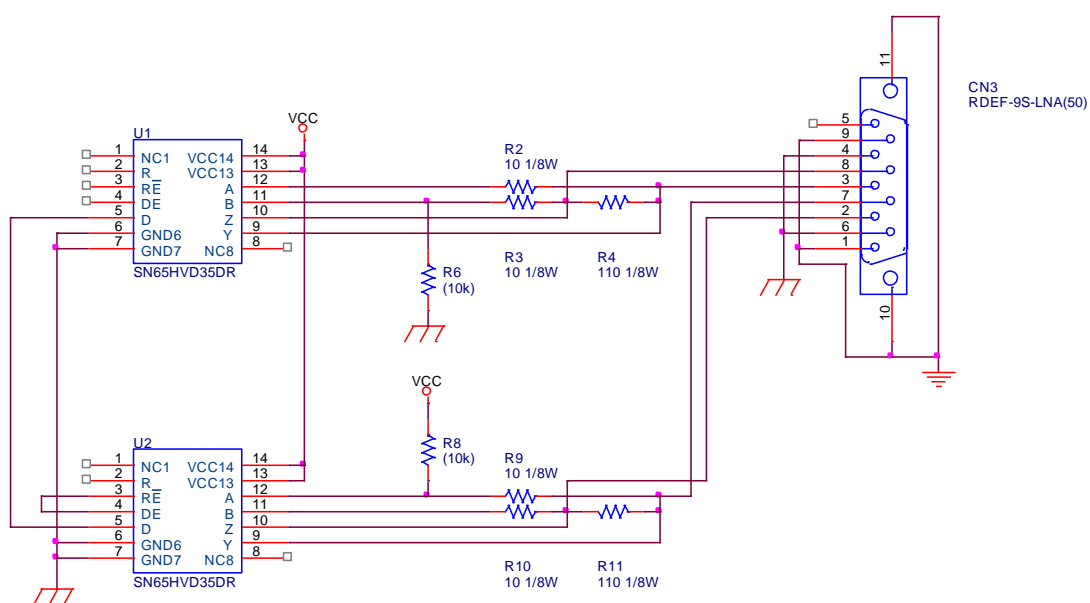 CN3
RDEF-9S-LNA(50)
11
5
9
4
8
3
7
2
6
1
10
VCC
U1
1 NC1 VCC14 14
2 R VCC13 13
3 RE A 12
4 DE B 11
5 D Z 10
6 GND6 Y 9
7 GND7 NC8 8
SN65HVD35DR
R2
10 1/8W
R3
10 1/8W
R4
110 1/8W
R6
(10k)
VCC
R8
(10k)
U2
1 NC1 VCC14 14
2 R VCC13 13
3 RE A 12
4 DE B 11
5 D Z 10
6 GND6 Y 9
7 GND7 NC8 8
SN65HVD35DR
R9
10 1/8W
R10
10 1/8W
R11
110 1/8W